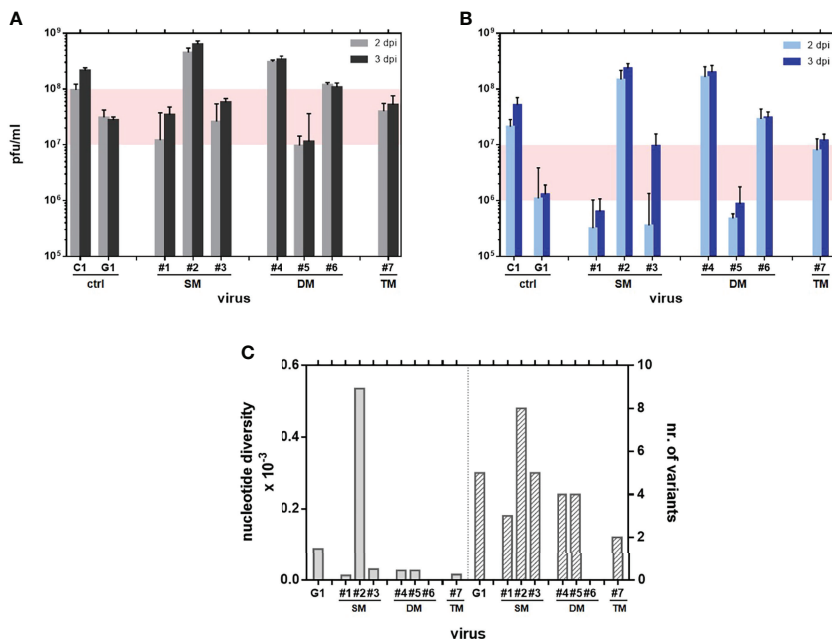 A
10⁹
10⁸
10⁷
10⁶
10⁵
pfu/ml
2 dpi
3 dpi
C1 G1 #1 #2 #3 #4 #5 #6 #7
ctrl SM DM TM
virus
B
10⁹
10⁸
10⁷
10⁶
10⁵
2 dpi
3 dpi
C1 G1 #1 #2 #3 #4 #5 #6 #7
ctrl SM DM TM
virus
C
0.6
0.4
0.2
0.0
nucleotide diversity
x 10⁻³
10
8
6
4
2
0
nr. of variants
G1 #1 #2 #3 #4 #5 #6 #7 G1 #1 #2 #3 #4 #5 #6 #7
SM DM TM SM DM TM
virus